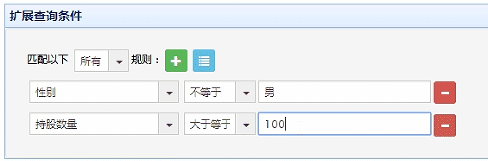 扩展查询条件
匹配以下 所有 规则：
性别 不等于 男
持股数量 大于等于 100